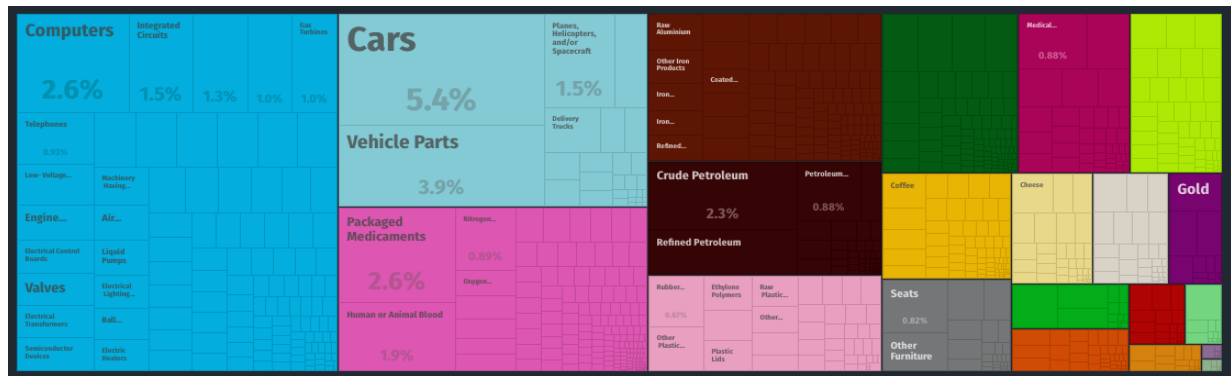 Computers
2.6%
Integrated
Circuits
1.5%
1.3%
1.0%
Gas
Turbines
1.0%
Telephones
0.93%
Low- Voltage...
Machinery
Having...
Engine...
Air...
Electrical Control
Boards
Liquid
Pumps
Valves
Electrical
Lighting...
Electrical
Transformers
Ball...
Semiconductor
Devices
Electric
Heaters
Cars
5.4%
Planes,
Helicopters,
and/or
Spacecraft
1.5%
Vehicle Parts
3.9%
Delivery
Trucks
Packaged
Medicaments
2.6%
Nitrogen...
0.89%
Oxygen...
Human or Animal Blood
1.9%
Raw
Aluminium
Other Iron
Products
Coated...
Iron...
Iron...
Refined...
Crude Petroleum
2.3%
Petroleum...
0.88%
Refined Petroleum
Rubber...
0.67%
Ethylene
Polymers
Raw
Plastic...
Other...
Other
Plastic...
Plastic
Lids
Medical...
0.88%
Coffee
Cheese
Gold
Seats
0.82%
Other
Furniture